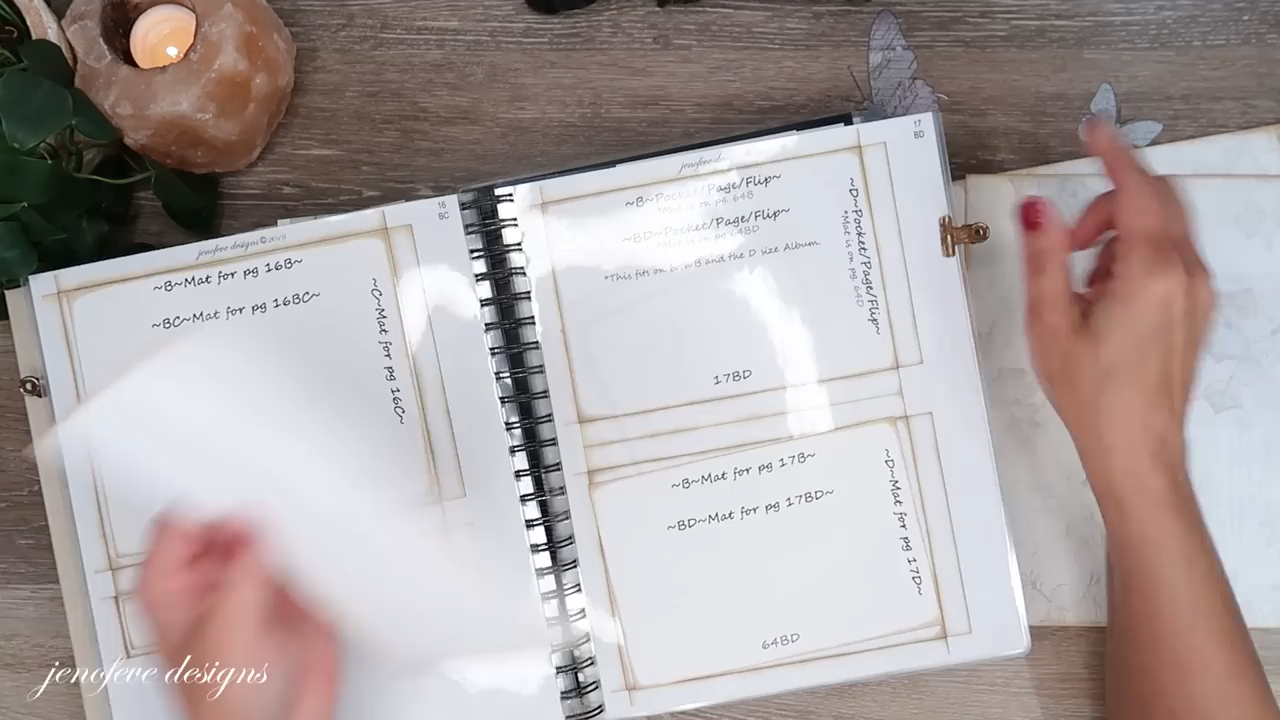 16
BC
jenofeve designs ©2019
~B~Mat for pg 16B~
~BC~Mat for pg 16BC~
~C~Mat for pg 16C~
17
BD
jenofeve de
~B~Pocket/Page/Flip~
*Mat is on pg. 64B
~BD~Pocket/Page/Flip~
*Mat is on pg. 64BD
*This fits on both B and the D size Album.
~D~Pocket/Page/Flip~
*Mat is on pg. 64D
17BD
~B~Mat for pg 17B~
~BD~Mat for pg 17BD~
~D~Mat for pg 17D~
64BD
jenofeve designs